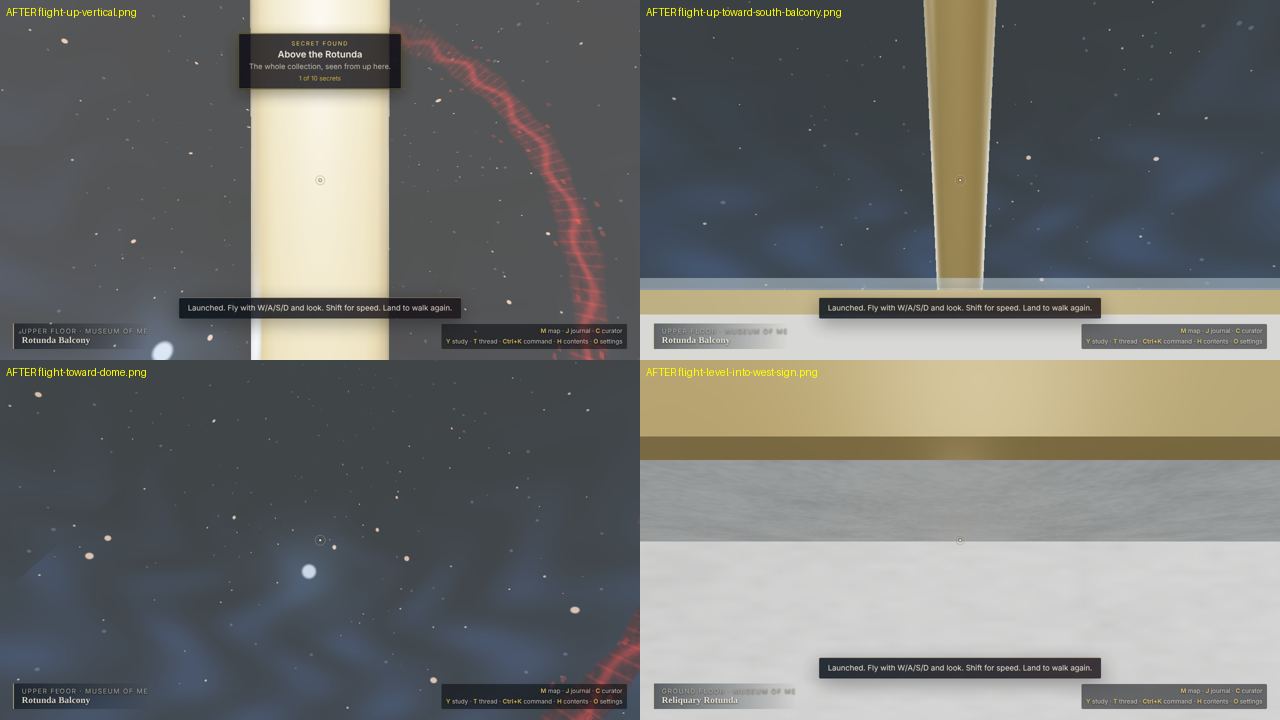 AFTER flight-up-vertical.png
SECRET FOUND
Above the Rotunda
The whole collection, seen from up here.
1 of 10 secrets
Launched. Fly with W/A/S/D and look. Shift for speed. Land to walk again.
UPPER FLOOR · MUSEUM OF ME
Rotunda Balcony
M map · J journal · C curator
Y study · T thread · Ctrl+K command · H contents · O settings
AFTER flight-up-toward-south-balcony.png
Launched. Fly with W/A/S/D and look. Shift for speed. Land to walk again.
UPPER FLOOR · MUSEUM OF ME
Rotunda Balcony
M map · J journal · C curator
Y study · T thread · Ctrl+K command · H contents · O settings
AFTER flight-toward-dome.png
UPPER FLOOR · MUSEUM OF ME
Rotunda Balcony
M map · J journal · C curator
Y study · T thread · Ctrl+K command · H contents · O settings
AFTER flight-level-into-west-sign.png
Launched. Fly with W/A/S/D and look. Shift for speed. Land to walk again.
GROUND FLOOR · MUSEUM OF ME
Reliquary Rotunda
M map · J journal · C curator
Y study · T thread · Ctrl+K command · H contents · O settings